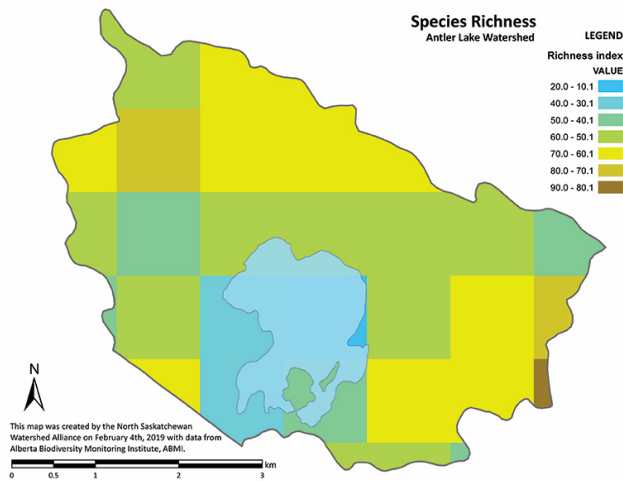 Species Richness
Antler Lake Watershed
LEGEND
Richness index
VALUE
20.0 - 10.1
40.0 - 30.1
50.0 - 40.1
60.0 - 50.1
70.0 - 60.1
80.0 - 70.1
90.0 - 80.1
N
This map was created by the North Saskatchewan
Watershed Alliance on February 4th, 2019 with data from
Alberta Biodiversity Monitoring Institute, ABMI.
km
0 0.5 1 2 3